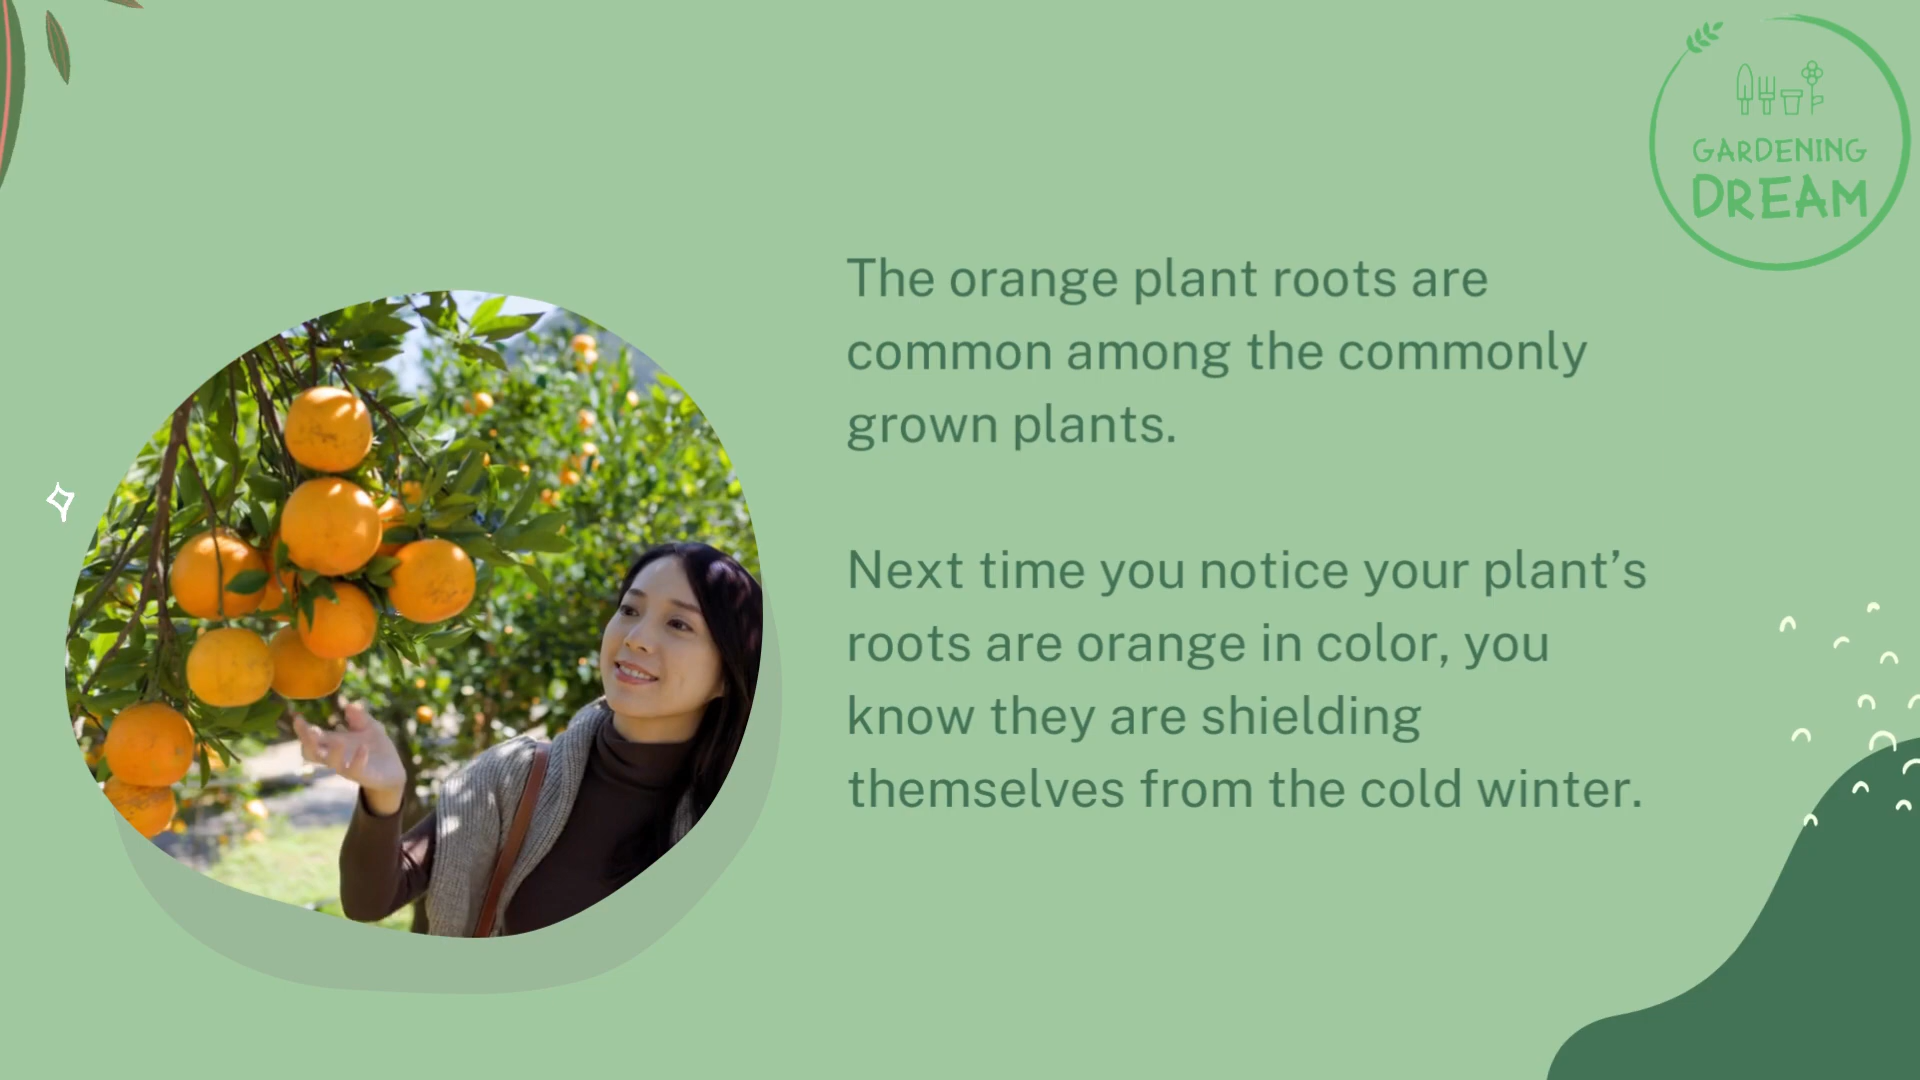 GARDENING
DREAM
The orange plant roots are
common among the commonly
grown plants.
Next time you notice your plant’s
roots are orange in color, you
know they are shielding
themselves from the cold winter.